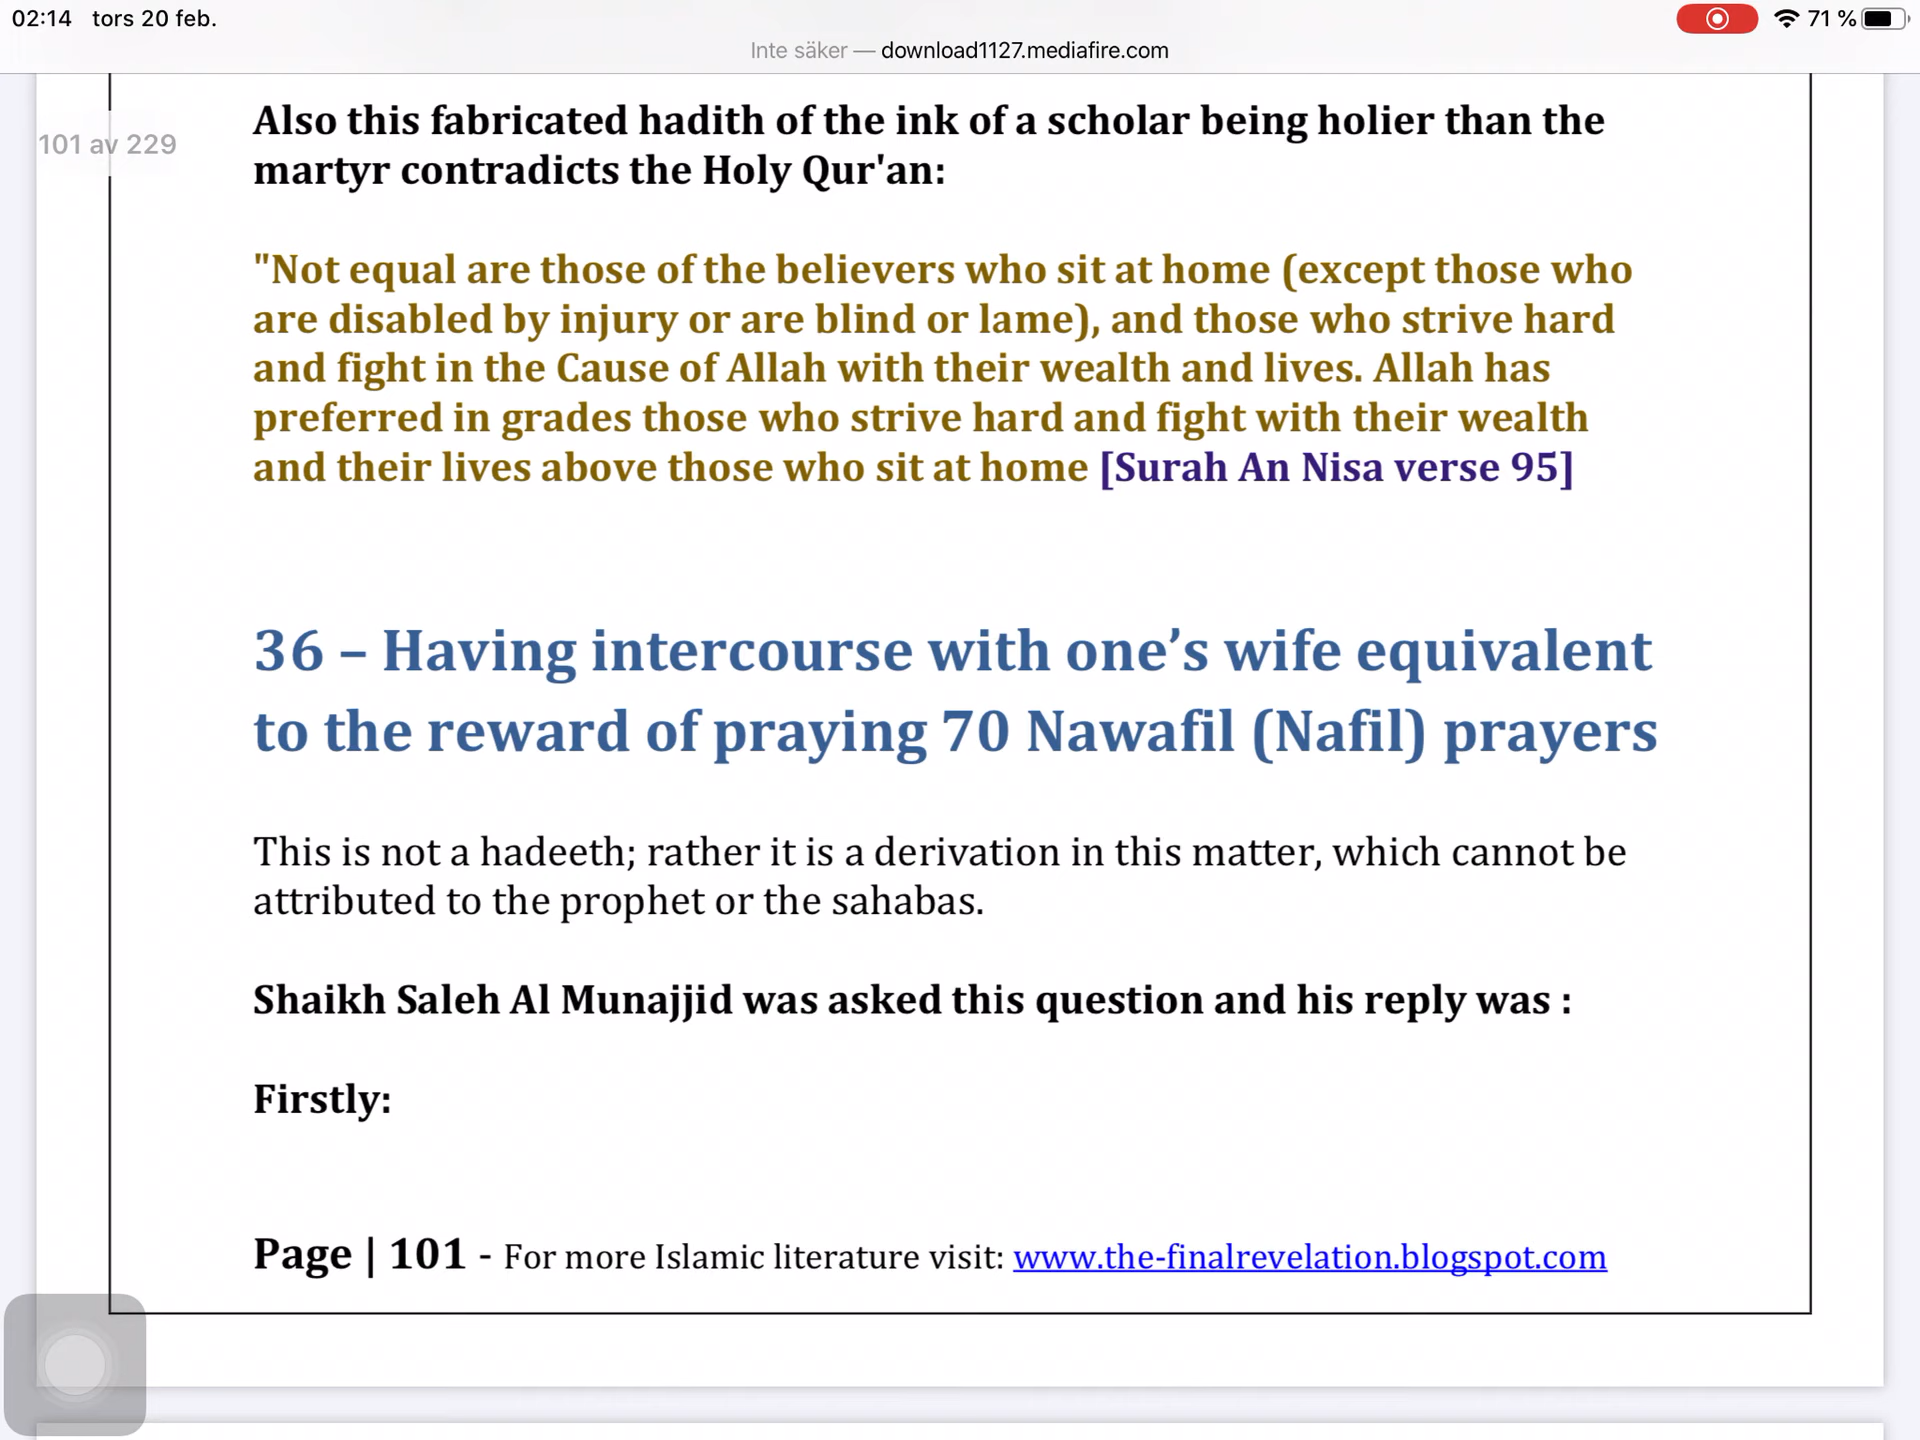 02:14 tors 20 feb.
71 %
Inte säker — download1127.mediafire.com
Also this fabricated hadith of the ink of a scholar being holier than the
101 av 229
martyr contradicts the Holy Qur'an:
"Not equal are those of the believers who sit at home (except those who
are disabled by injury or are blind or lame), and those who strive hard
and fight in the Cause of Allah with their wealth and lives. Allah has
preferred in grades those who strive hard and fight with their wealth
and their lives above those who sit at home [Surah An Nisa verse 95]
36 – Having intercourse with one’s wife equivalent
to the reward of praying 70 Nawafil (Nafil) prayers
This is not a hadeeth; rather it is a derivation in this matter, which cannot be
attributed to the prophet or the sahabas.
Shaikh Saleh Al Munajjid was asked this question and his reply was :
Firstly:
Page | 101 - For more Islamic literature visit: www.the-finalrevelation.blogspot.com